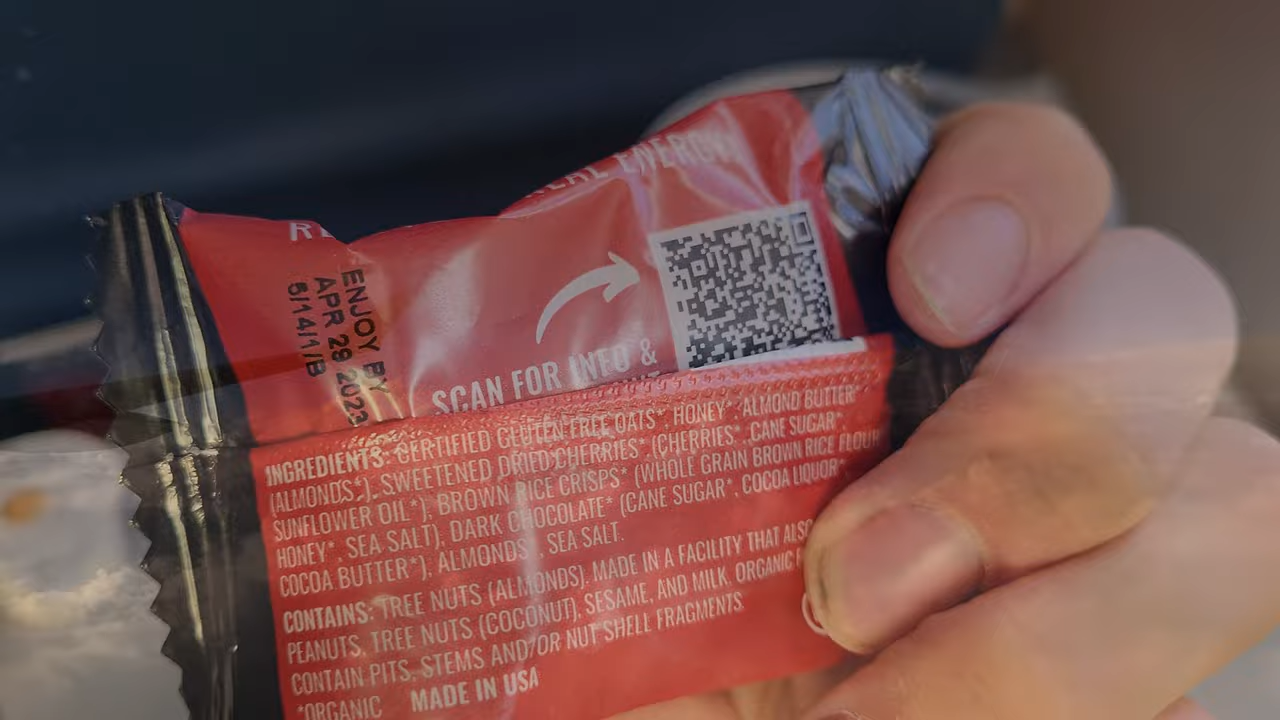 REAL ENERGY
RE
ENJOY BY
APR 29 2023
5/14/1/B
SCAN FOR INFO &
INGREDIENTS: CERTIFIED GLUTEN FREE OATS*, HONEY*, ALMOND BUTTER*
(ALMONDS*), SWEETENED DRIED CHERRIES* (CHERRIES*, CANE SUGAR*,
SUNFLOWER OIL*), BROWN RICE CRISPS* (WHOLE GRAIN BROWN RICE FLOUR
HONEY*, SEA SALT), DARK CHOCOLATE* (CANE SUGAR*, COCOA LIQUOR*,
COCOA BUTTER*), ALMONDS*, SEA SALT.
CONTAINS: TREE NUTS (ALMONDS). MADE IN A FACILITY THAT ALSO
PEANUTS, TREE NUTS (COCONUT), SESAME, AND MILK. ORGANIC
CONTAIN PITS, STEMS AND/OR NUT SHELL FRAGMENTS.
*ORGANIC MADE IN USA